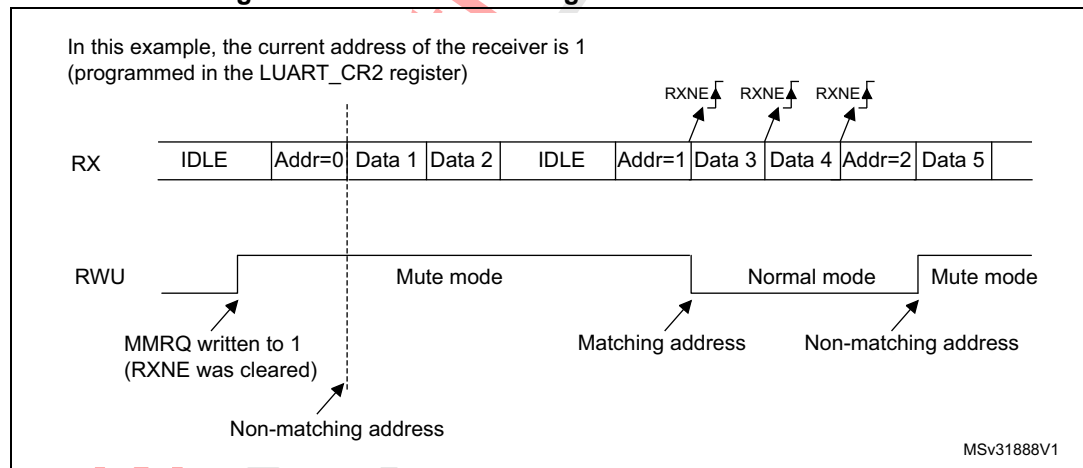 In this example, the current address of the receiver is 1
(programmed in the LUART_CR2 register)
RXNE RXNE RXNE
RX IDLE Addr=0 Data 1 Data 2 IDLE Addr=1 Data 3 Data 4 Addr=2 Data 5
RWU Mute mode Normal mode Mute mode
MMRQ written to 1 Matching address Non-matching address
(RXNE was cleared)
Non-matching address
MSv31888V1